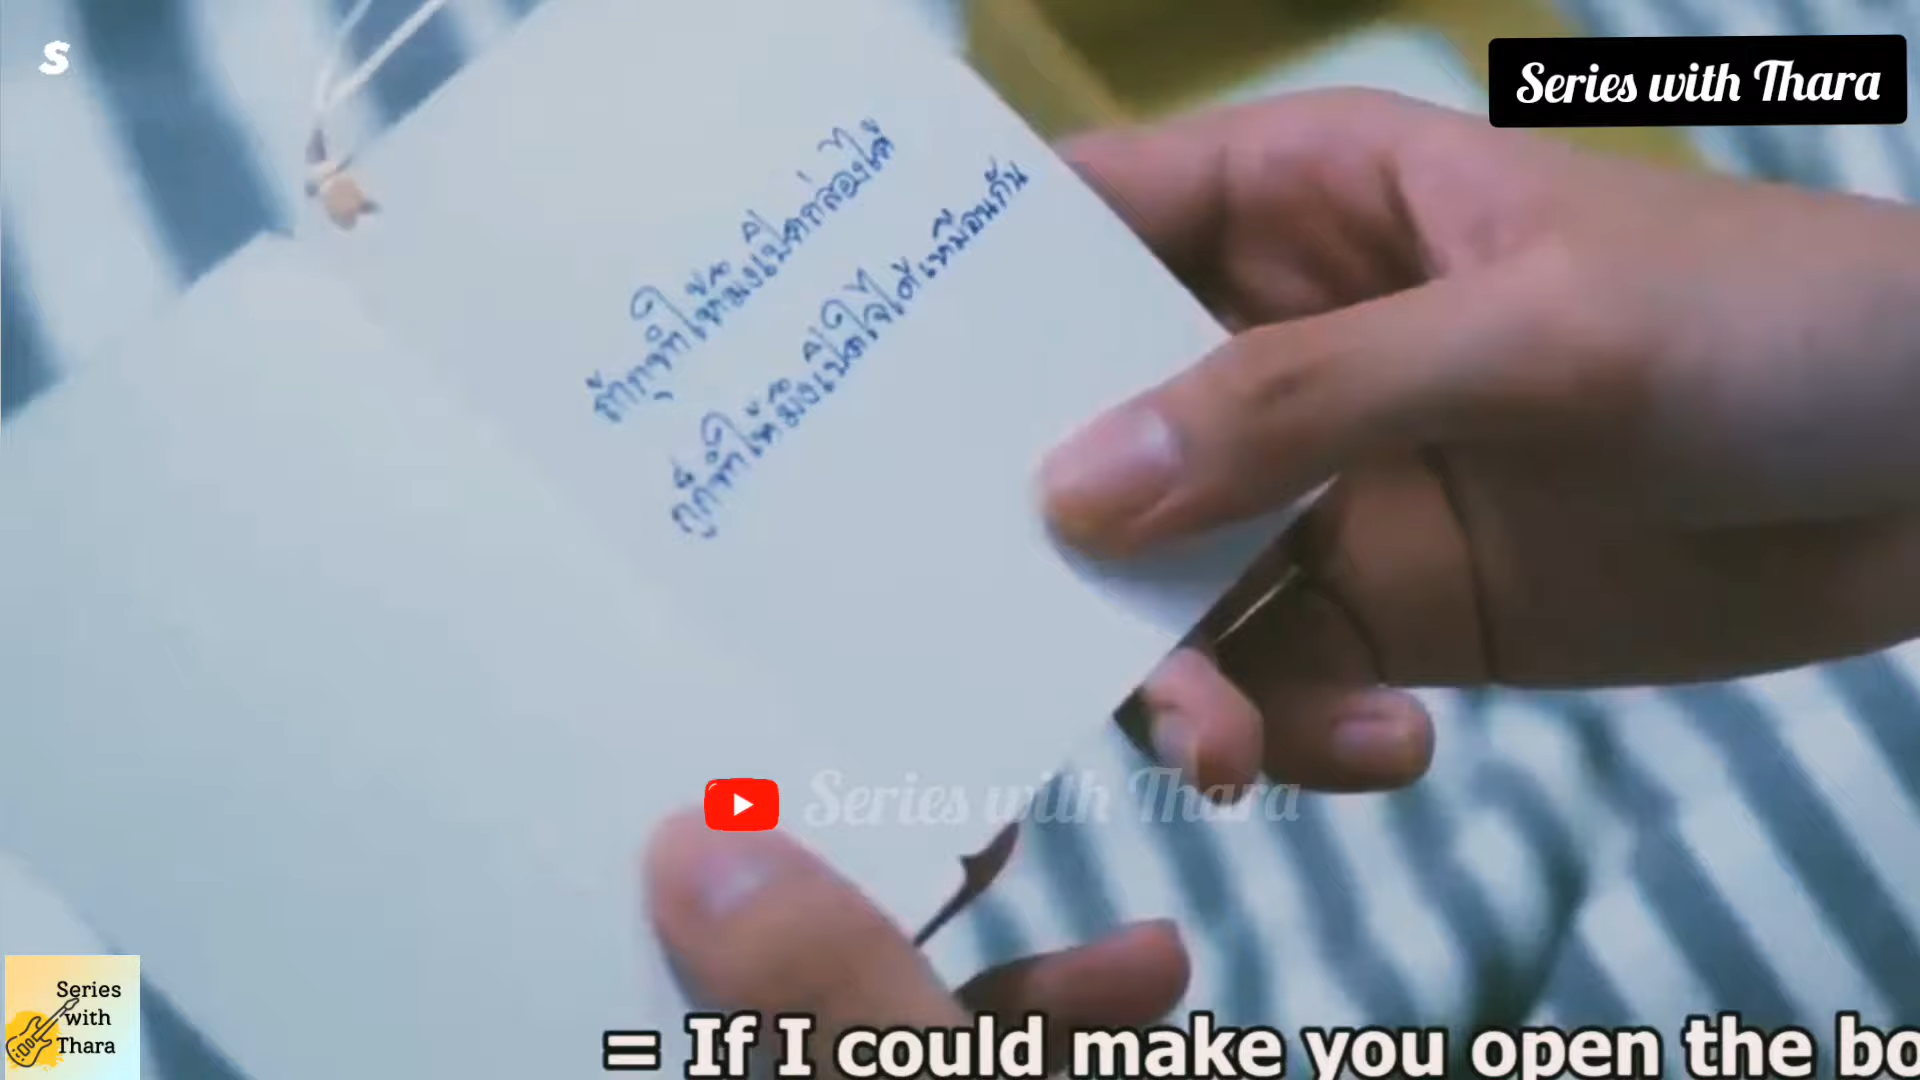 S
Series with Thara
ถ้ากูทำให้มึงเปิดกล่องได้
กูก็ทำให้มึงเปิดใจได้เหมือนกัน
Series with Thara
Series
with
Thara
= If I could make you open the bo